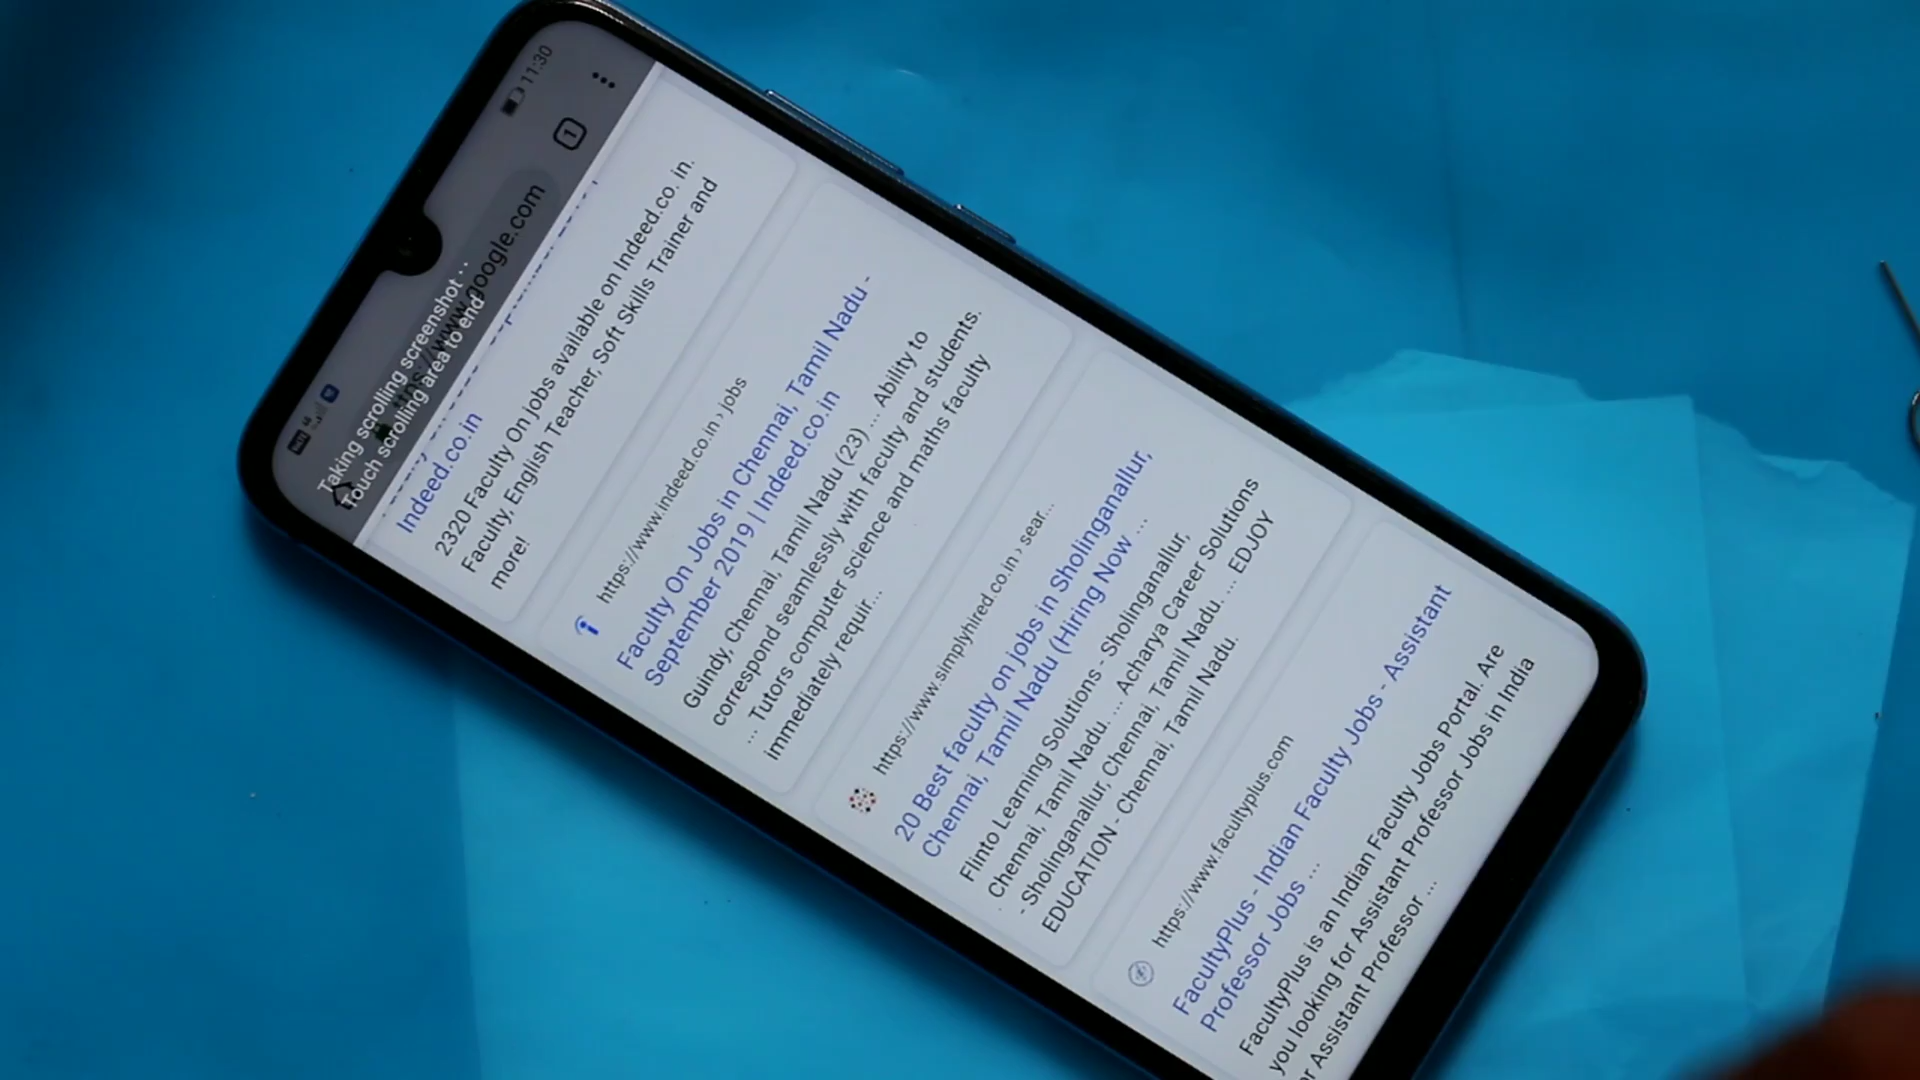 11:30
1
https://www.google.com
Taking scrolling screenshot ··
Touch scrolling area to end
Indeed.co.in
2320 Faculty On jobs available on Indeed.co. in.
Faculty, English Teacher, Soft Skills Trainer and
more!
https://www.indeed.co.in › jobs
Faculty On Jobs in Chennai, Tamil Nadu -
September 2019 | Indeed.co.in
Guindy, Chennai, Tamil Nadu (23) ... Ability to
correspond seamlessly with faculty and students.
... Tutors computer science and maths faculty
immediately requir...
https://www.simplyhired.co.in › sear...
20 Best faculty on jobs in Sholinganallur,
Chennai, Tamil Nadu (Hiring Now ...
Flinto Learning Solutions - Sholinganallur,
Chennai, Tamil Nadu. ... Acharya Career Solutions
- Sholinganallur, Chennai, Tamil Nadu. ... EDJOY
EDUCATION - Chennai, Tamil Nadu.
https://www.facultyplus.com
FacultyPlus - Indian Faculty Jobs - Assistant
Professor Jobs ...
FacultyPlus is an Indian Faculty Jobs Portal. Are
you looking for Assistant Professor Jobs in India
r Assistant Professor ...